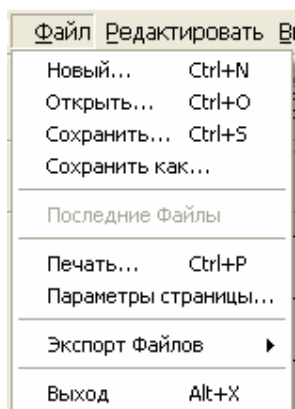 Файл Редактировать
Новый... Ctrl+N
Открыть... Ctrl+O
Сохранить... Ctrl+S
Сохранить как...
Последние Файлы
Печать... Ctrl+P
Параметры страницы...
Экспорт Файлов
Выход Alt+X